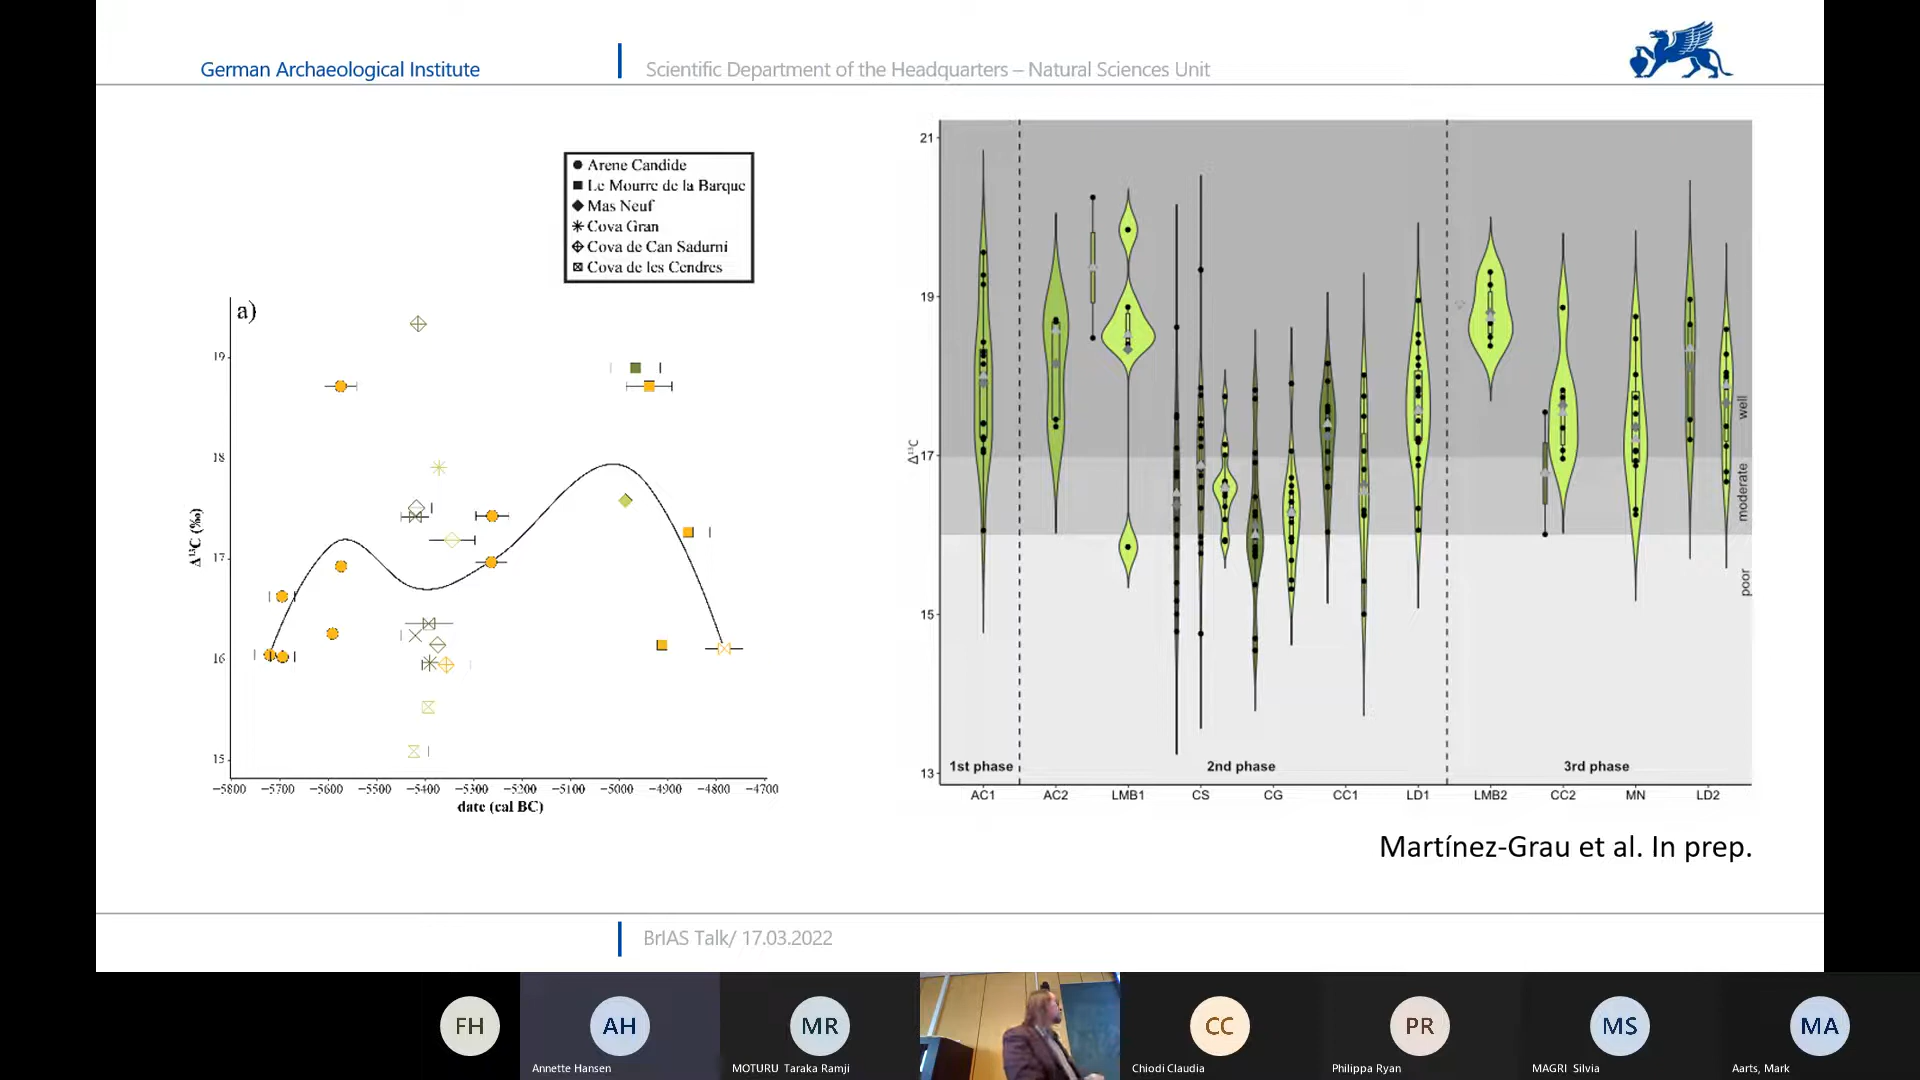 German Archaeological Institute
Scientific Department of the Headquarters – Natural Sciences Unit
Arene Candide
Le Mourre de la Barque
Mas Neuf
Cova Gran
Cova de Can Sadurni
Cova de les Cendres
a)
19
18
17
16
15
Δ¹³C (‰)
−5800 −5700 −5600 −5500 −5400 −5300 −5200 −5100 −5000 −4900 −4800 −4700
date (cal BC)
21
19
17
15
13
Δ¹³C
well
moderate
poor
1st phase 2nd phase 3rd phase
AC1 AC2 LMB1 CS CG CC1 LD1 LMB2 CC2 MN LD2
Martínez-Grau et al. In prep.
BrIAS Talk/ 17.03.2022
FH AH MR CC PR MS MA
Annette Hansen MOTURU Taraka Ramji Chiodi Claudia Philippa Ryan MAGRI Silvia Aarts, Mark